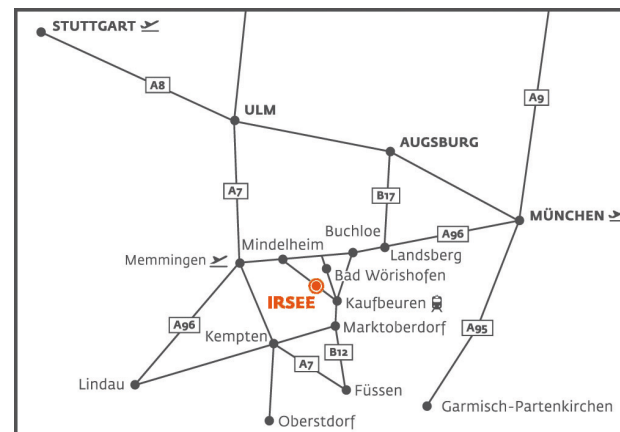 STUTTGART
A8
A9
ULM
AUGSBURG
A7
B17
MÜNCHEN
A96
Buchloe
Mindelheim
Landsberg
Memmingen
Bad Wörishofen
IRSEE
Kaufbeuren
A96
Marktoberdorf
A95
Kempten
B12
A7
Lindau
Füssen
Garmisch-Partenkirchen
Oberstdorf